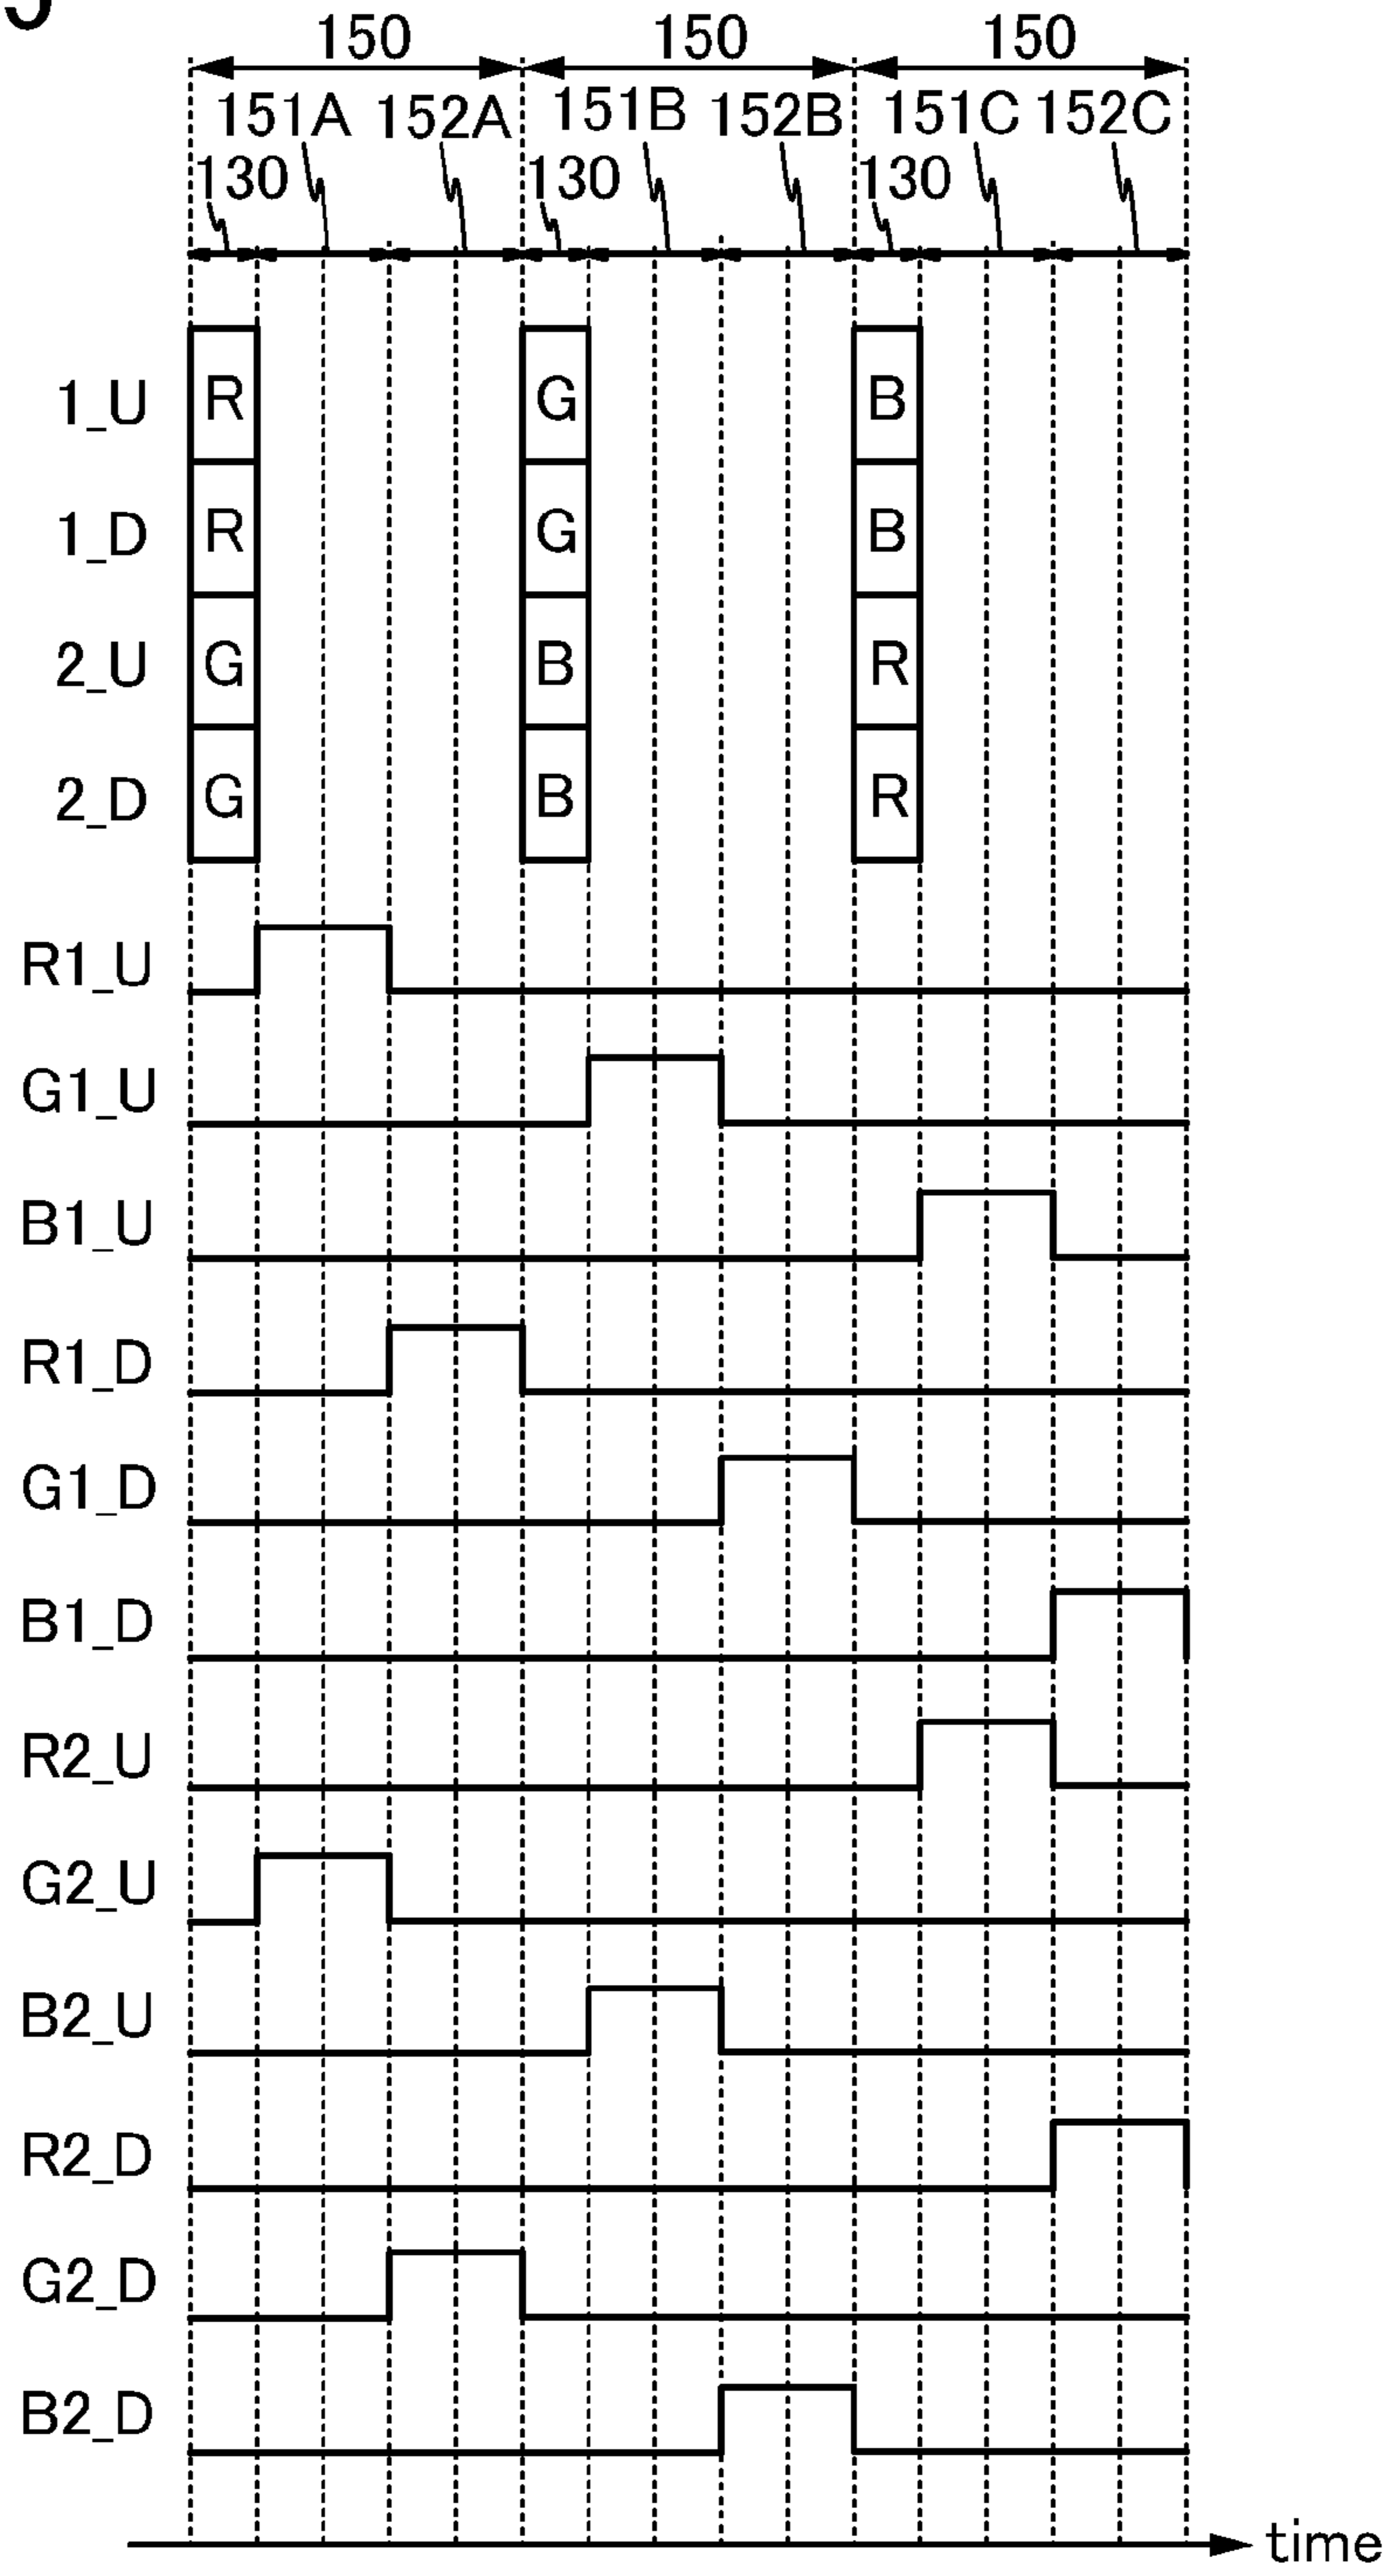 150 150 150
151A 152A 151B 152B 151C 152C
130 130 130
1_U R G B
1_D R G B
2_U G B R
2_D G B R
R1_U
G1_U
B1_U
R1_D
G1_D
B1_D
R2_U
G2_U
B2_U
R2_D
G2_D
B2_D
time